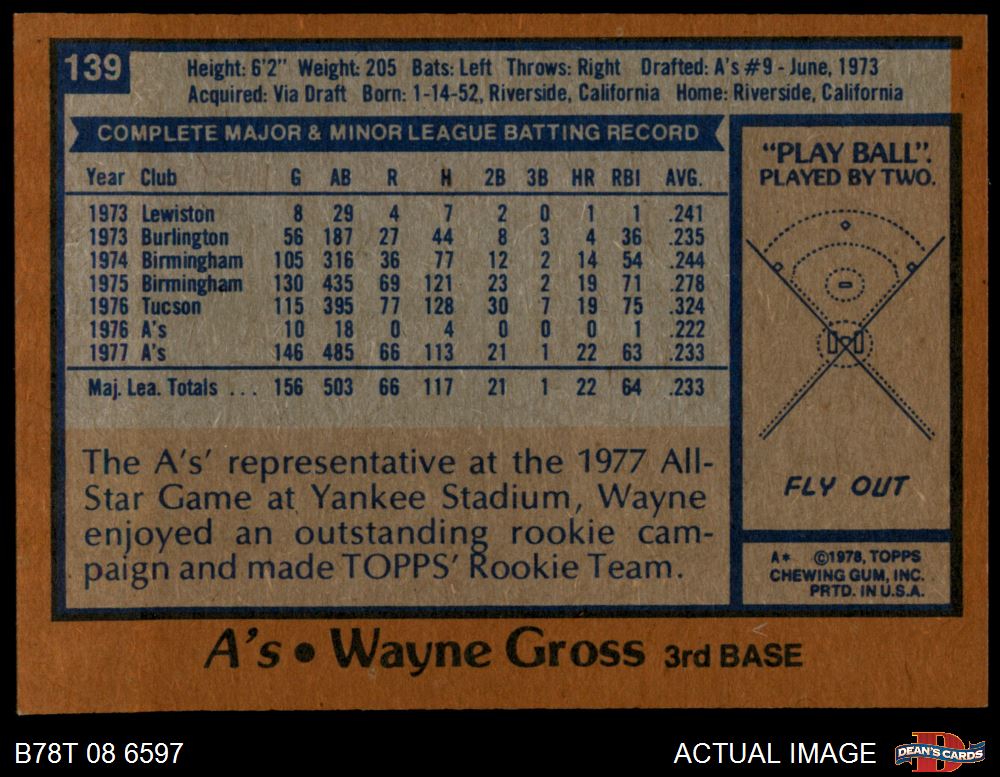 139
Height: 6'2" Weight: 205 Bats: Left Throws: Right Drafted: A's #9 - June, 1973
Acquired: Via Draft Born: 1-14-52, Riverside, California Home: Riverside, California
COMPLETE MAJOR & MINOR LEAGUE BATTING RECORD
Year Club G AB R H 2B 3B HR RBI AVG.
1973 Lewiston 8 29 4 7 2 0 1 1 .241
1973 Burlington 56 187 27 44 8 3 4 36 .235
1974 Birmingham 105 316 36 77 12 2 14 54 .244
1975 Birmingham 130 435 69 121 23 2 19 71 .278
1976 Tucson 115 395 77 128 30 7 19 75 .324
1976 A's 10 18 0 4 0 0 0 1 .222
1977 A's 146 485 66 113 21 1 22 63 .233
Maj. Lea. Totals ... 156 503 66 117 21 1 22 64 .233
The A's' representative at the 1977 All-
Star Game at Yankee Stadium, Wayne
enjoyed an outstanding rookie cam-
paign and made TOPPS' Rookie Team.
"PLAY BALL".
PLAYED BY TWO.
FLY OUT
A* ©1978, TOPPS
CHEWING GUM, INC.
PRTD. IN U.S.A.
A's • Wayne Gross 3rd BASE
B78T 08 6597
ACTUAL IMAGE
DEAN'S CARDS